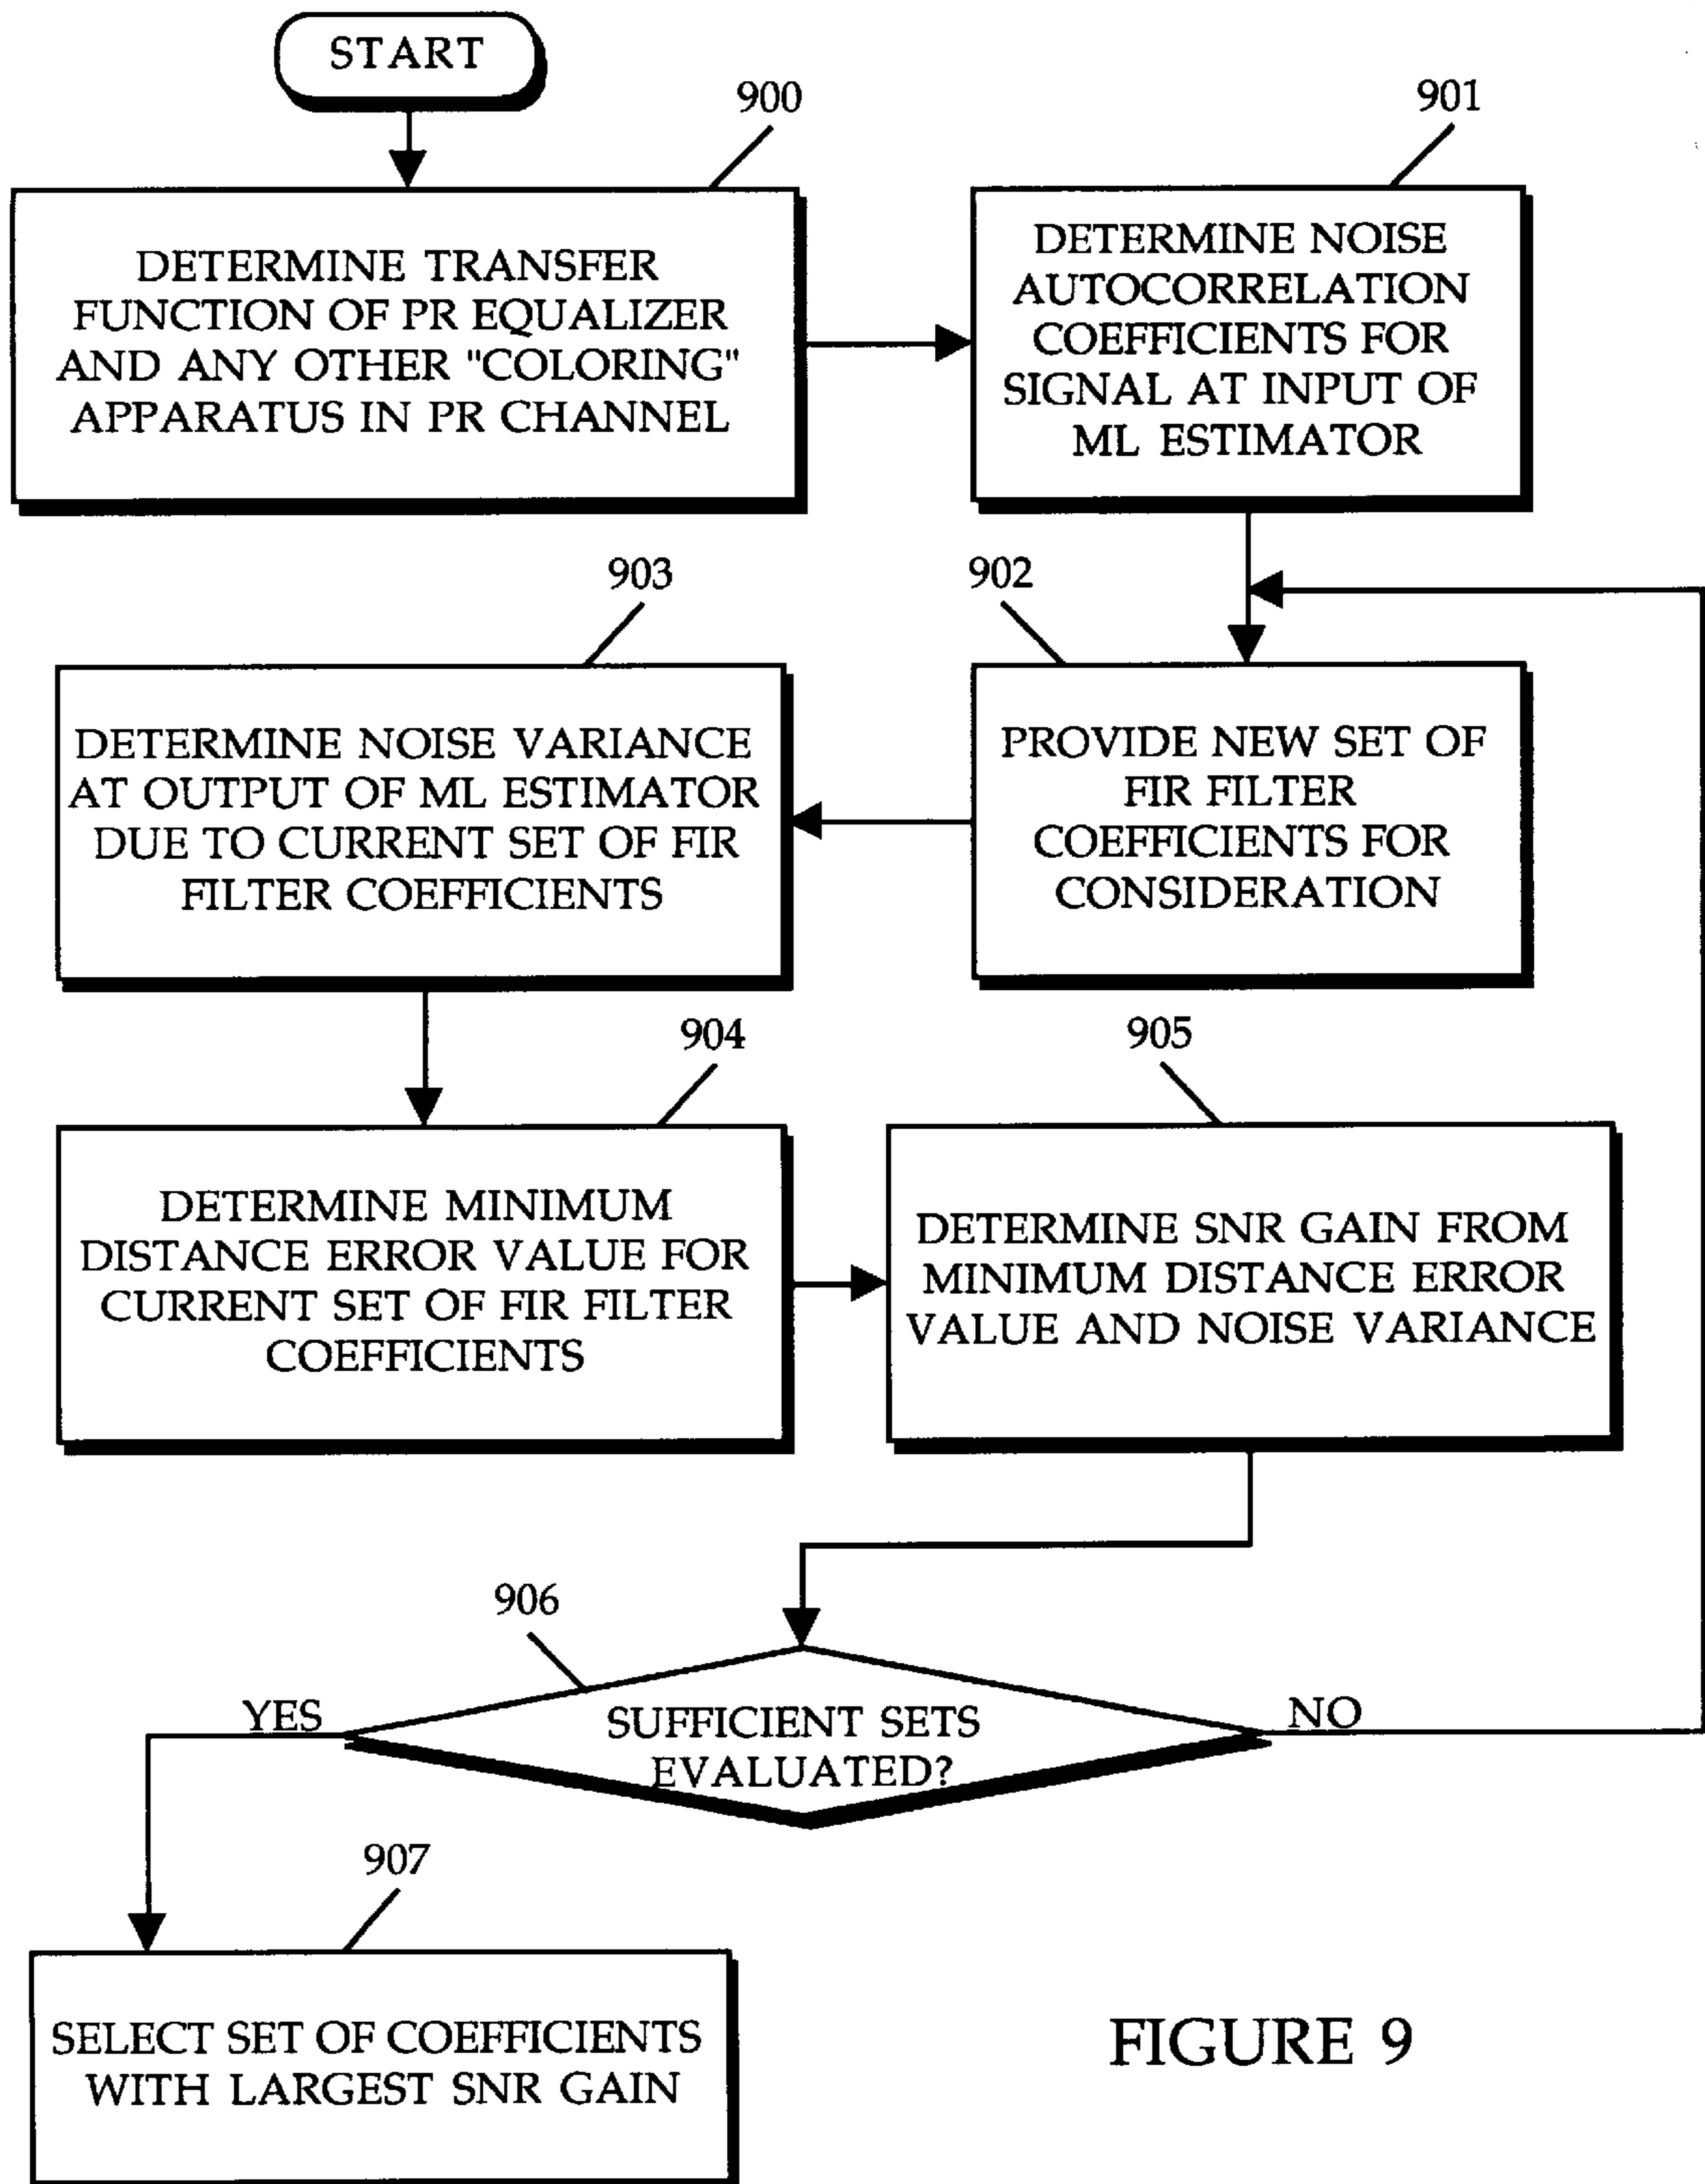 START
900
DETERMINE TRANSFER
FUNCTION OF PR EQUALIZER
AND ANY OTHER "COLORING"
APPARATUS IN PR CHANNEL
901
DETERMINE NOISE
AUTOCORRELATION
COEFFICIENTS FOR
SIGNAL AT INPUT OF
ML ESTIMATOR
902
PROVIDE NEW SET OF
FIR FILTER
COEFFICIENTS FOR
CONSIDERATION
903
DETERMINE NOISE VARIANCE
AT OUTPUT OF ML ESTIMATOR
DUE TO CURRENT SET OF FIR
FILTER COEFFICIENTS
904
DETERMINE MINIMUM
DISTANCE ERROR VALUE FOR
CURRENT SET OF FIR FILTER
COEFFICIENTS
905
DETERMINE SNR GAIN FROM
MINIMUM DISTANCE ERROR
VALUE AND NOISE VARIANCE
906
SUFFICIENT SETS
EVALUATED?
YES
NO
907
SELECT SET OF COEFFICIENTS
WITH LARGEST SNR GAIN
FIGURE 9